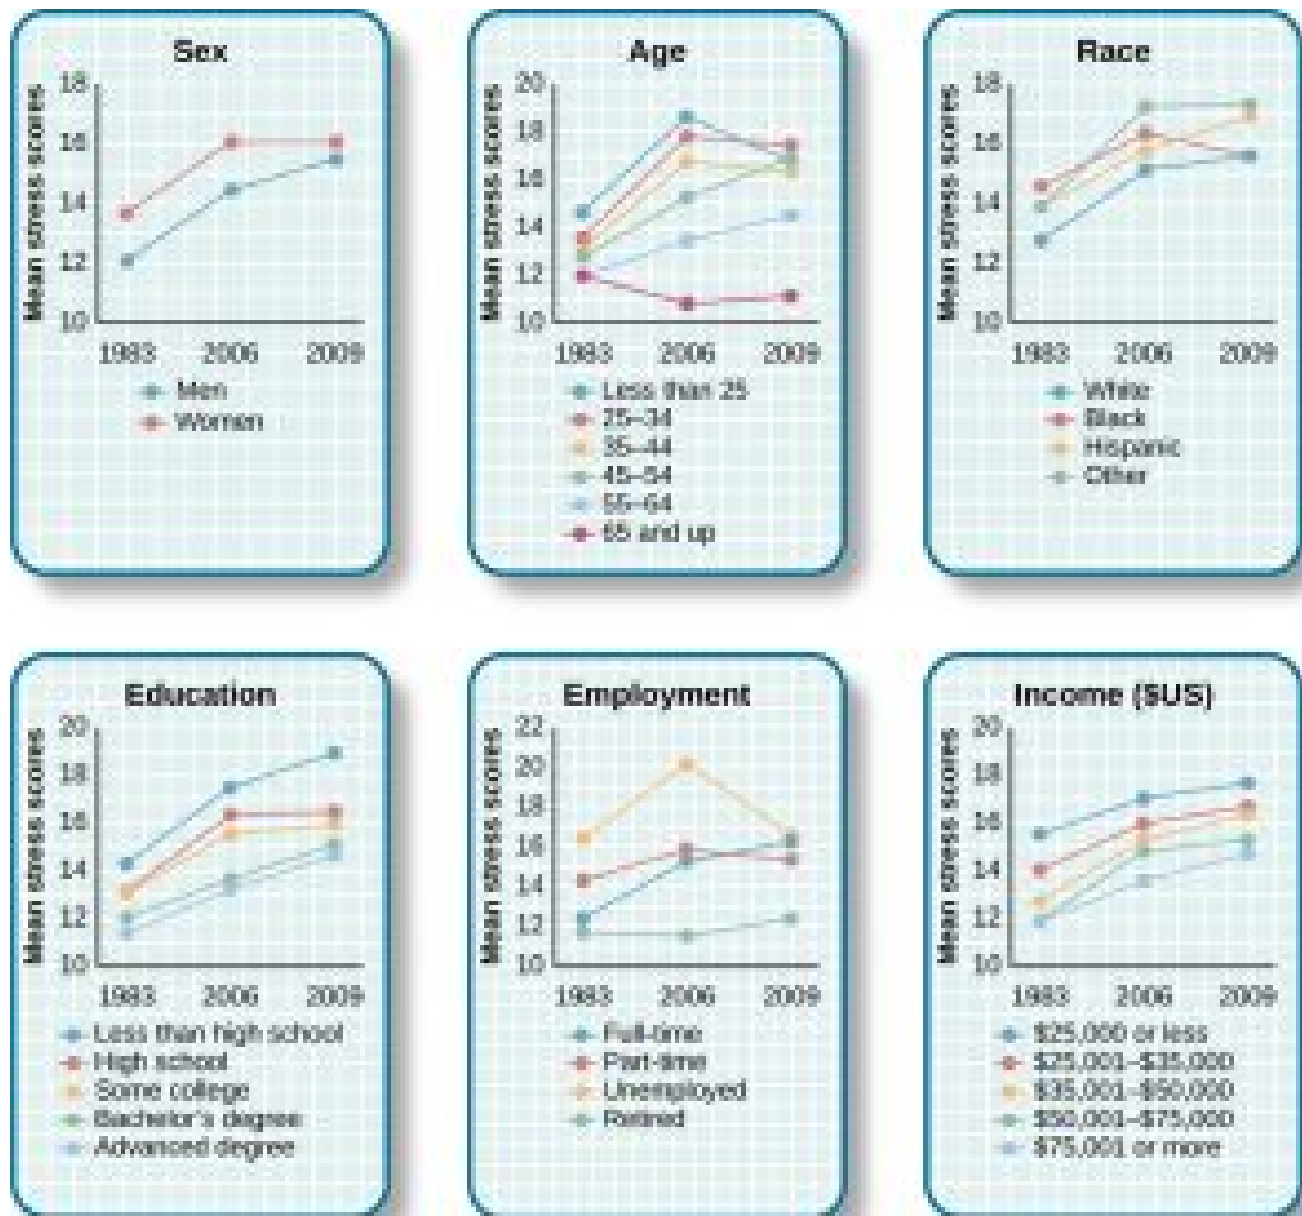 Sex
Mean stress scores
18
16
14
12
10
1983 2006 2009
Men
Women
Age
Mean stress scores
20
18
16
14
12
10
1983 2006 2009
Less than 25
25–34
35–44
45–54
55–64
65 and up
Race
Mean stress scores
18
16
14
12
10
1983 2006 2009
White
Black
Hispanic
Other
Education
Mean stress scores
20
18
16
14
12
10
1983 2006 2009
Less than high school
High school
Some college
Bachelor's degree
Advanced degree
Employment
Mean stress scores
22
20
18
16
14
12
10
1983 2006 2009
Full-time
Part-time
Unemployed
Retired
Income ($US)
Mean stress scores
20
18
16
14
12
10
1983 2006 2009
$25,000 or less
$25,001–$35,000
$35,001–$50,000
$50,001–$75,000
$75,001 or more